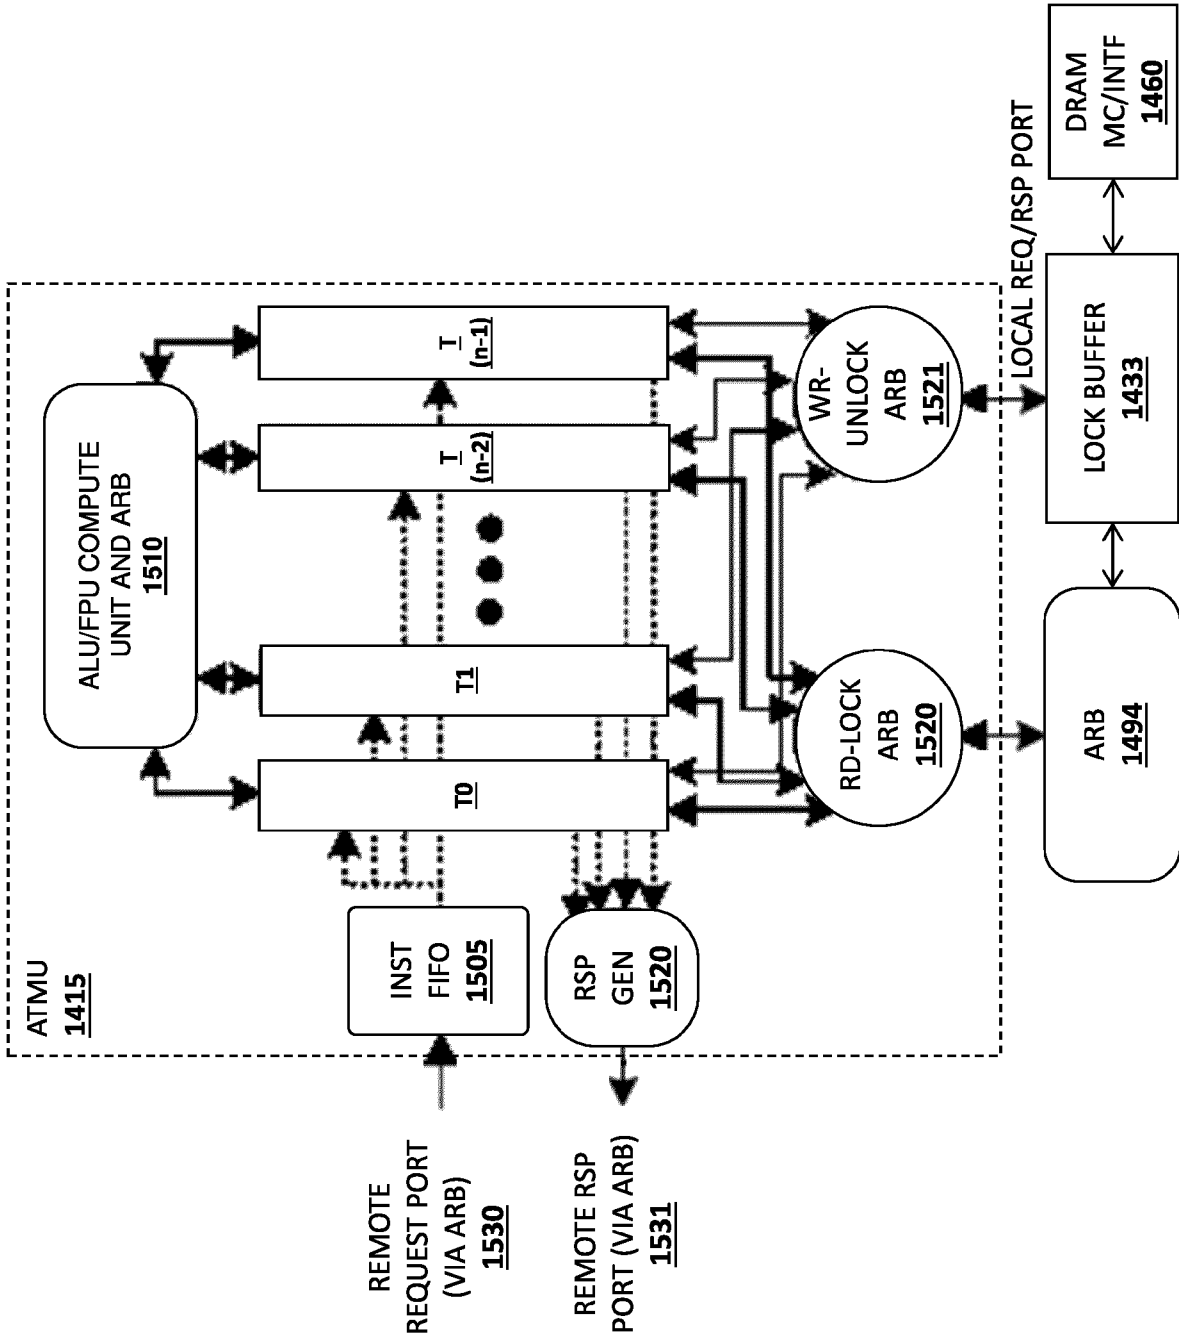 ATMU
1415
ALU/FPU COMPUTE
UNIT AND ARB
1510
REMOTE
REQUEST PORT
(VIA ARB)
1530
INST
FIFO
1505
REMOTE RSP
PORT (VIA ARB)
1531
RSP
GEN
1520
T0
T1
T
(n-2)
T
(n-1)
RD-LOCK
ARB
1520
WR-
UNLOCK
ARB
1521
LOCAL REQ/RSP PORT
ARB
1494
LOCK BUFFER
1433
DRAM
MC/INTF
1460